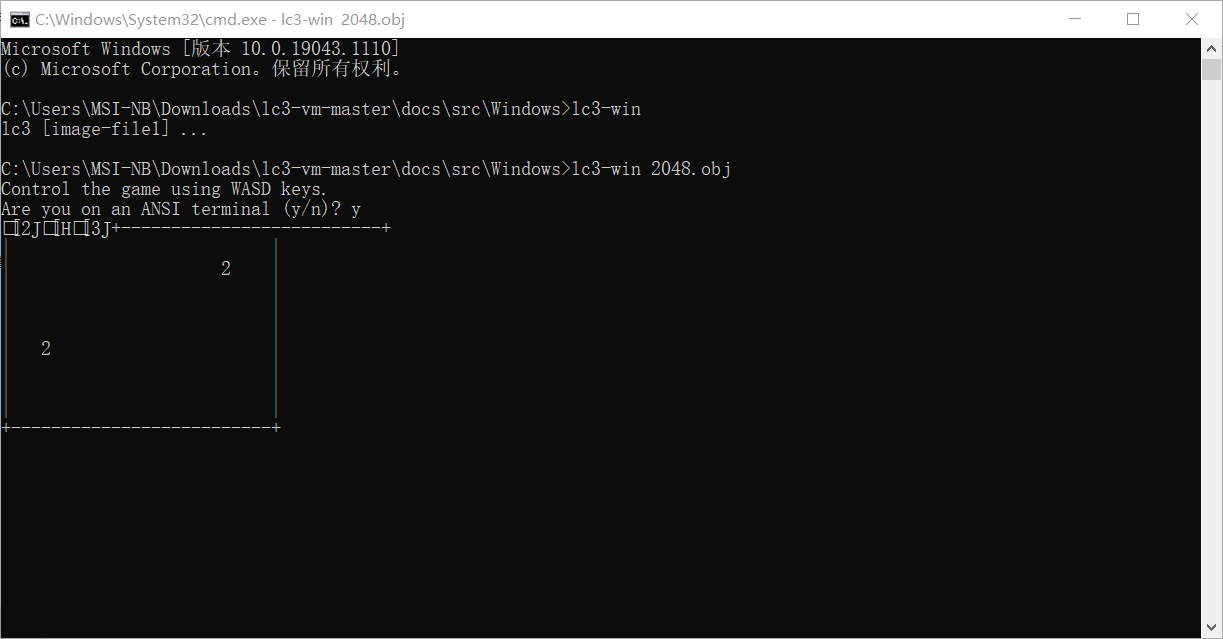 C:\Windows\System32\cmd.exe - lc3-win  2048.obj
Microsoft Windows [版本 10.0.19043.1110]
(c) Microsoft Corporation。保留所有权利。
C:\Users\MSI-NB\Downloads\lc3-vm-master\docs\src\Windows>lc3-win
lc3 [image-file1] ...
C:\Users\MSI-NB\Downloads\lc3-vm-master\docs\src\Windows>lc3-win 2048.obj
Control the game using WASD keys.
Are you on an ANSI terminal (y/n)? y
□[2J□[H□[3J+--------------------------+
2
2
+--------------------------+